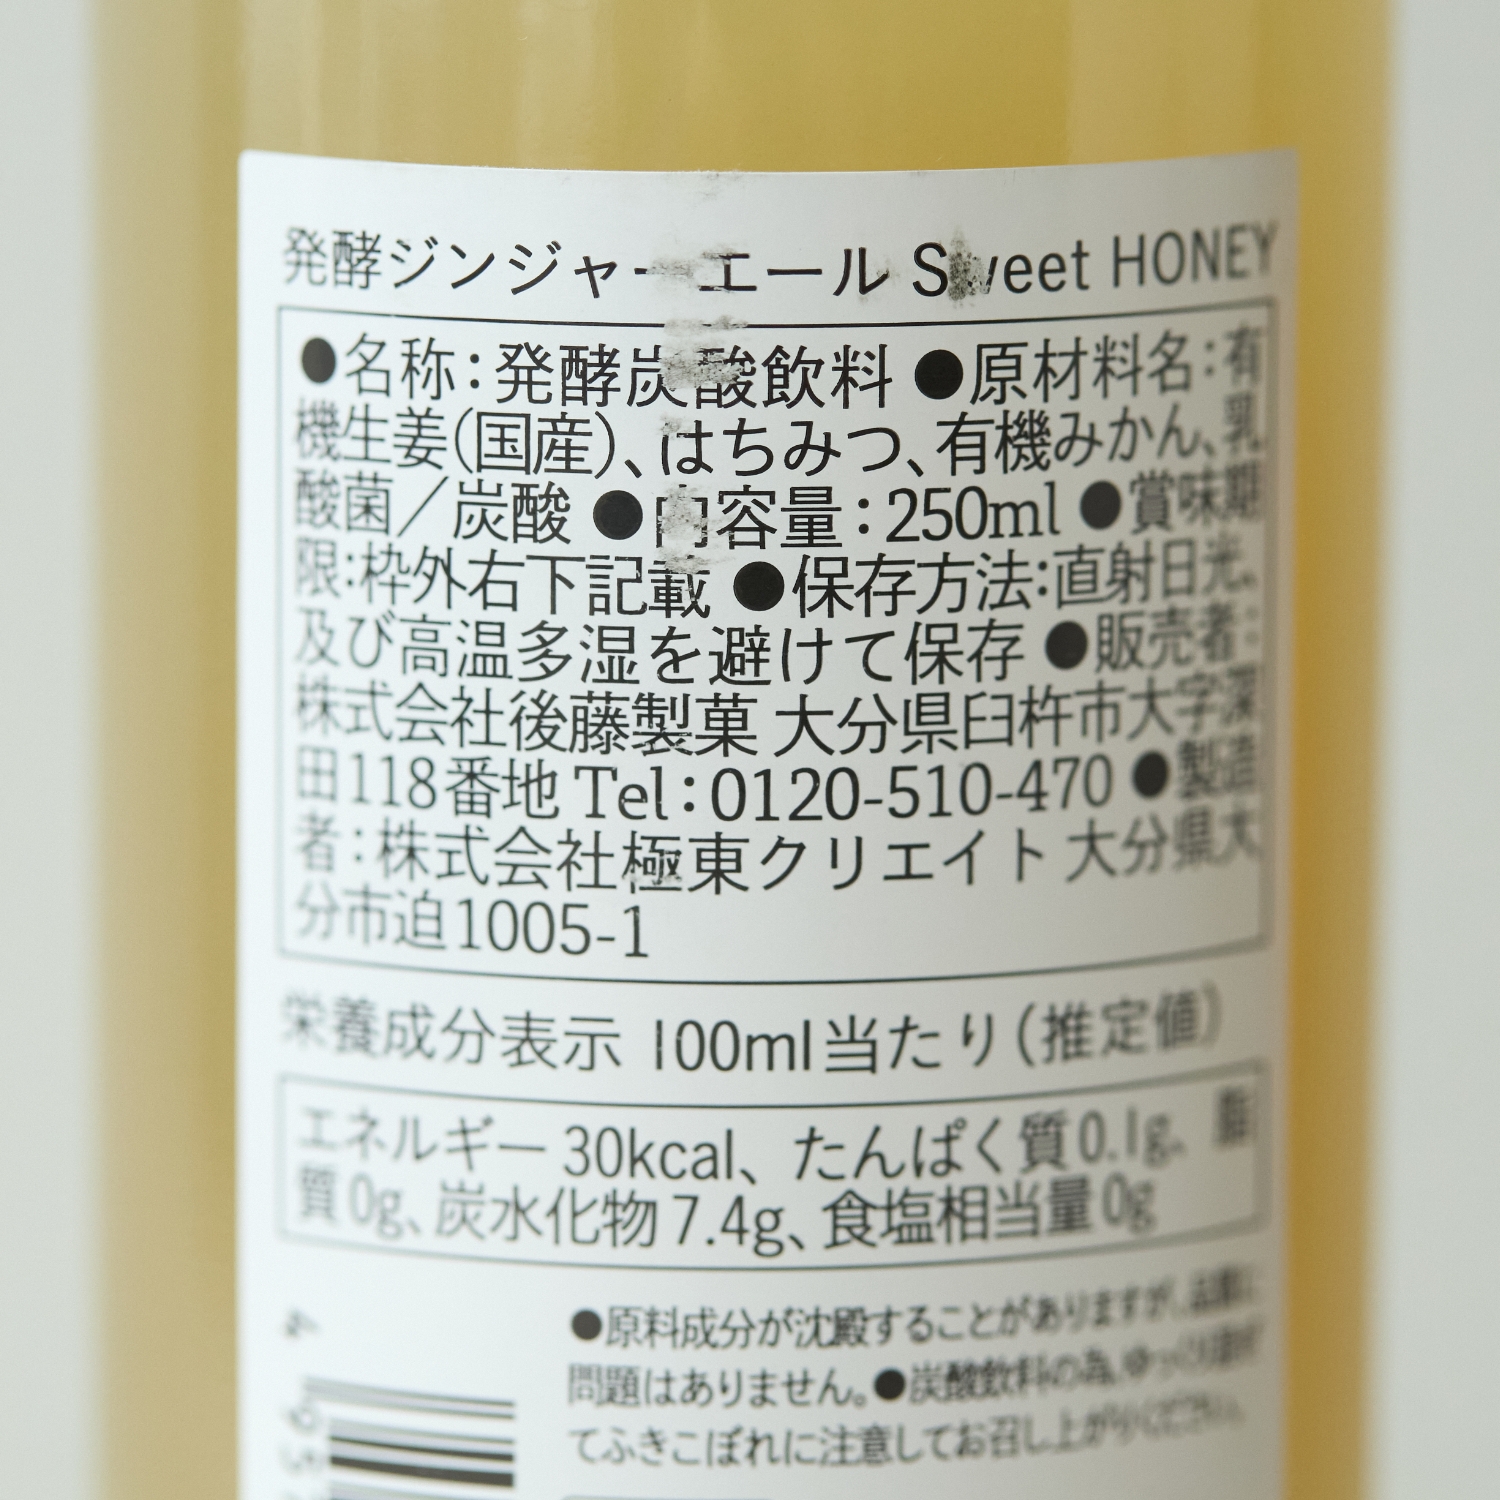 発酵ジンジャーエール Sweet HONEY
●名称：発酵炭酸飲料 ●原材料名：有
機生姜（国産）、はちみつ、有機みかん、乳
酸菌／炭酸 ●内容量：250ml ●賞味期
限：枠外右下記載 ●保存方法：直射日光、
及び高温多湿を避けて保存 ●販売者：
株式会社後藤製菓 大分県臼杵市大字深
田118番地 Tel：0120-510-470 ●製造
者：株式会社極東クリエイト 大分県大
分市迫1005-1
栄養成分表示 100ml当たり（推定値）
エネルギー 30kcal、たんぱく質0.1g、脂
質0g、炭水化物 7.4g、食塩相当量0g
●原料成分が沈殿することがありますが、品質に
問題はありません。●炭酸飲料の為、ゆっくり
てふきこぼれに注意してお召し上がりください。
4